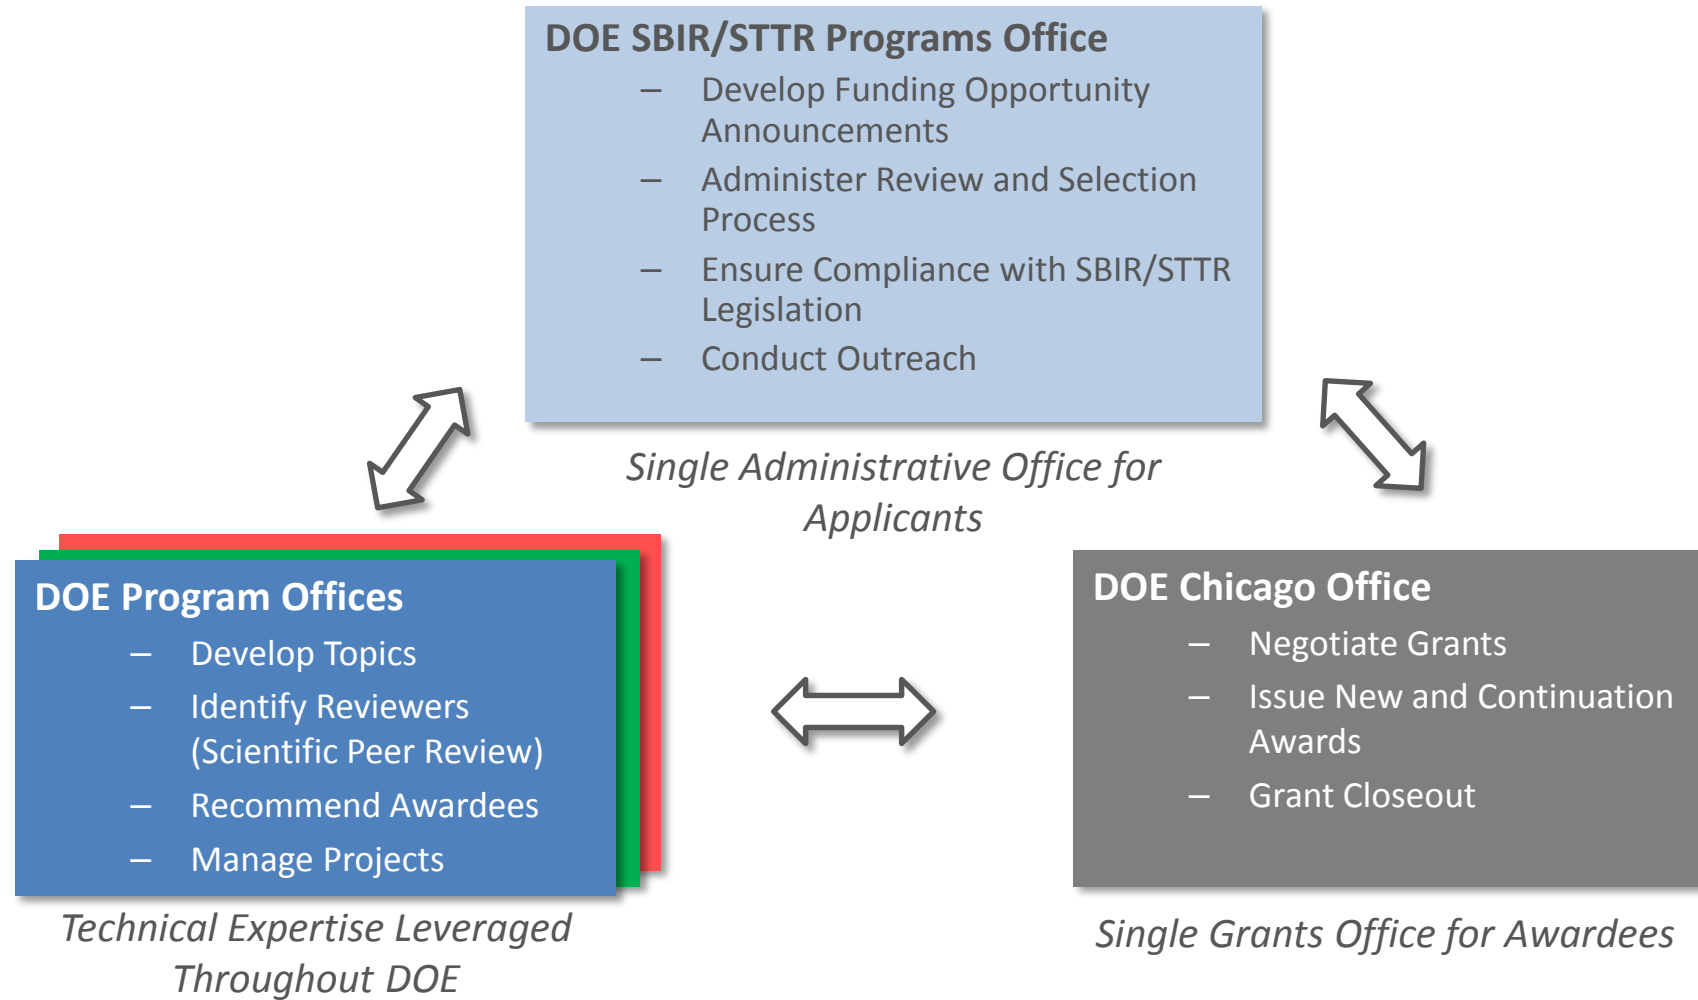 DOE SBIR/STTR Programs Office
– Develop Funding Opportunity
Announcements
– Administer Review and Selection
Process
– Ensure Compliance with SBIR/STTR
Legislation
– Conduct Outreach
Single Administrative Office for
Applicants
DOE Program Offices
– Develop Topics
– Identify Reviewers
(Scientific Peer Review)
– Recommend Awardees
– Manage Projects
Technical Expertise Leveraged
Throughout DOE
DOE Chicago Office
– Negotiate Grants
– Issue New and Continuation
Awards
– Grant Closeout
Single Grants Office for Awardees